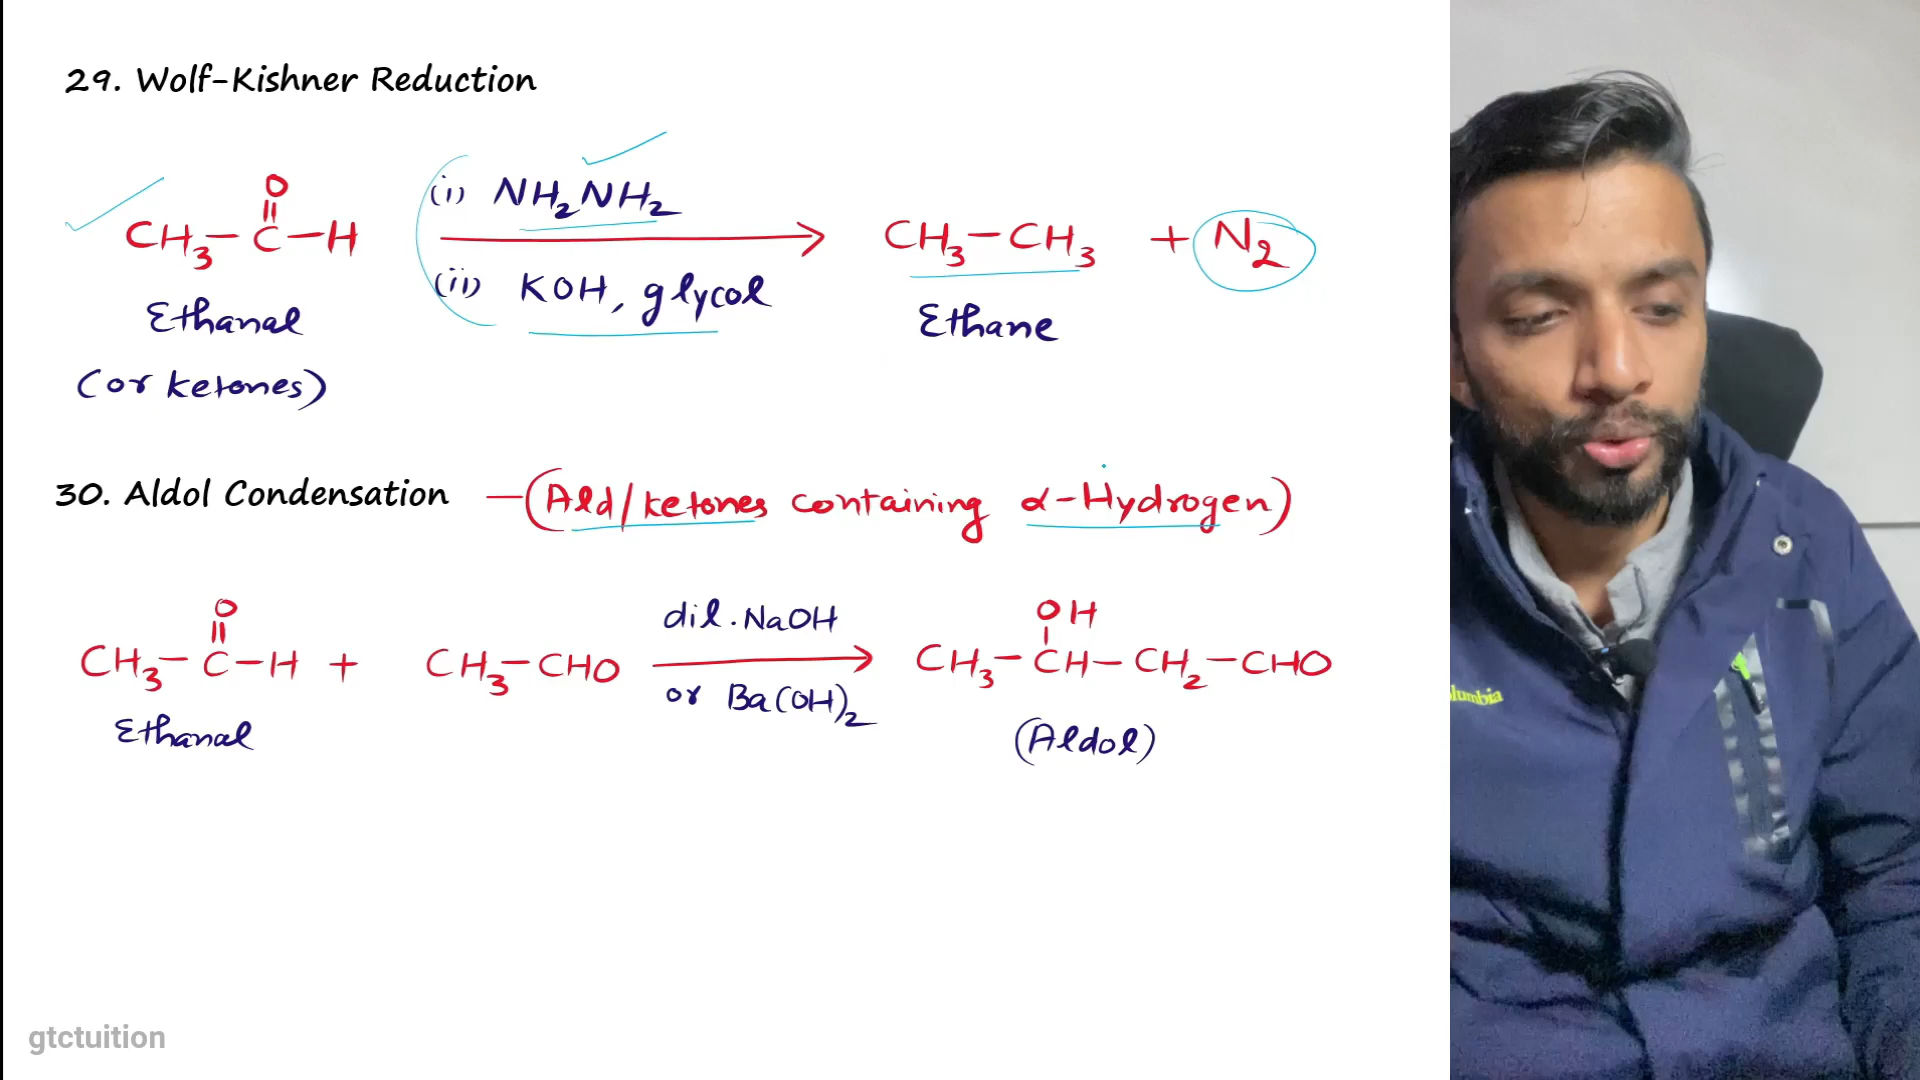 29. Wolf-Kishner Reduction
O
||
CH₃—C—H
(i) NH₂NH₂
(ii) KOH, glycol
CH₃—CH₃ + N₂
Ethanal
Ethane
(or ketones)
30. Aldol Condensation —(Ald/ketones containing α-Hydrogen)
O
||
CH₃—C—H + CH₃—CHO
dil. NaOH
or Ba(OH)₂
OH
CH₃—CH—CH₂—CHO
Ethanal
(Aldol)
lumbia
gtctuition